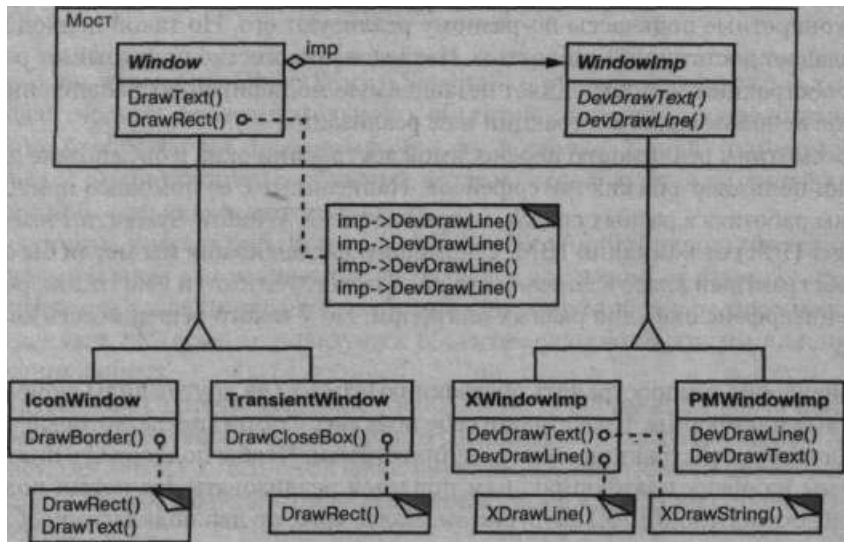 Мост
Window
imp
WindowImp
DrawText()
DrawRect()
DevDrawText()
DevDrawLine()
imp->DevDrawLine()
imp->DevDrawLine()
imp->DevDrawLine()
imp->DevDrawLine()
IconWindow
DrawBorder()
TransientWindow
DrawCloseBox()
XWindowImp
DevDrawText()
DevDrawLine()
PMWindowImp
DevDrawLine()
DevDrawText()
DrawRect()
DrawText()
DrawRect()
XDrawLine()
XDrawString()